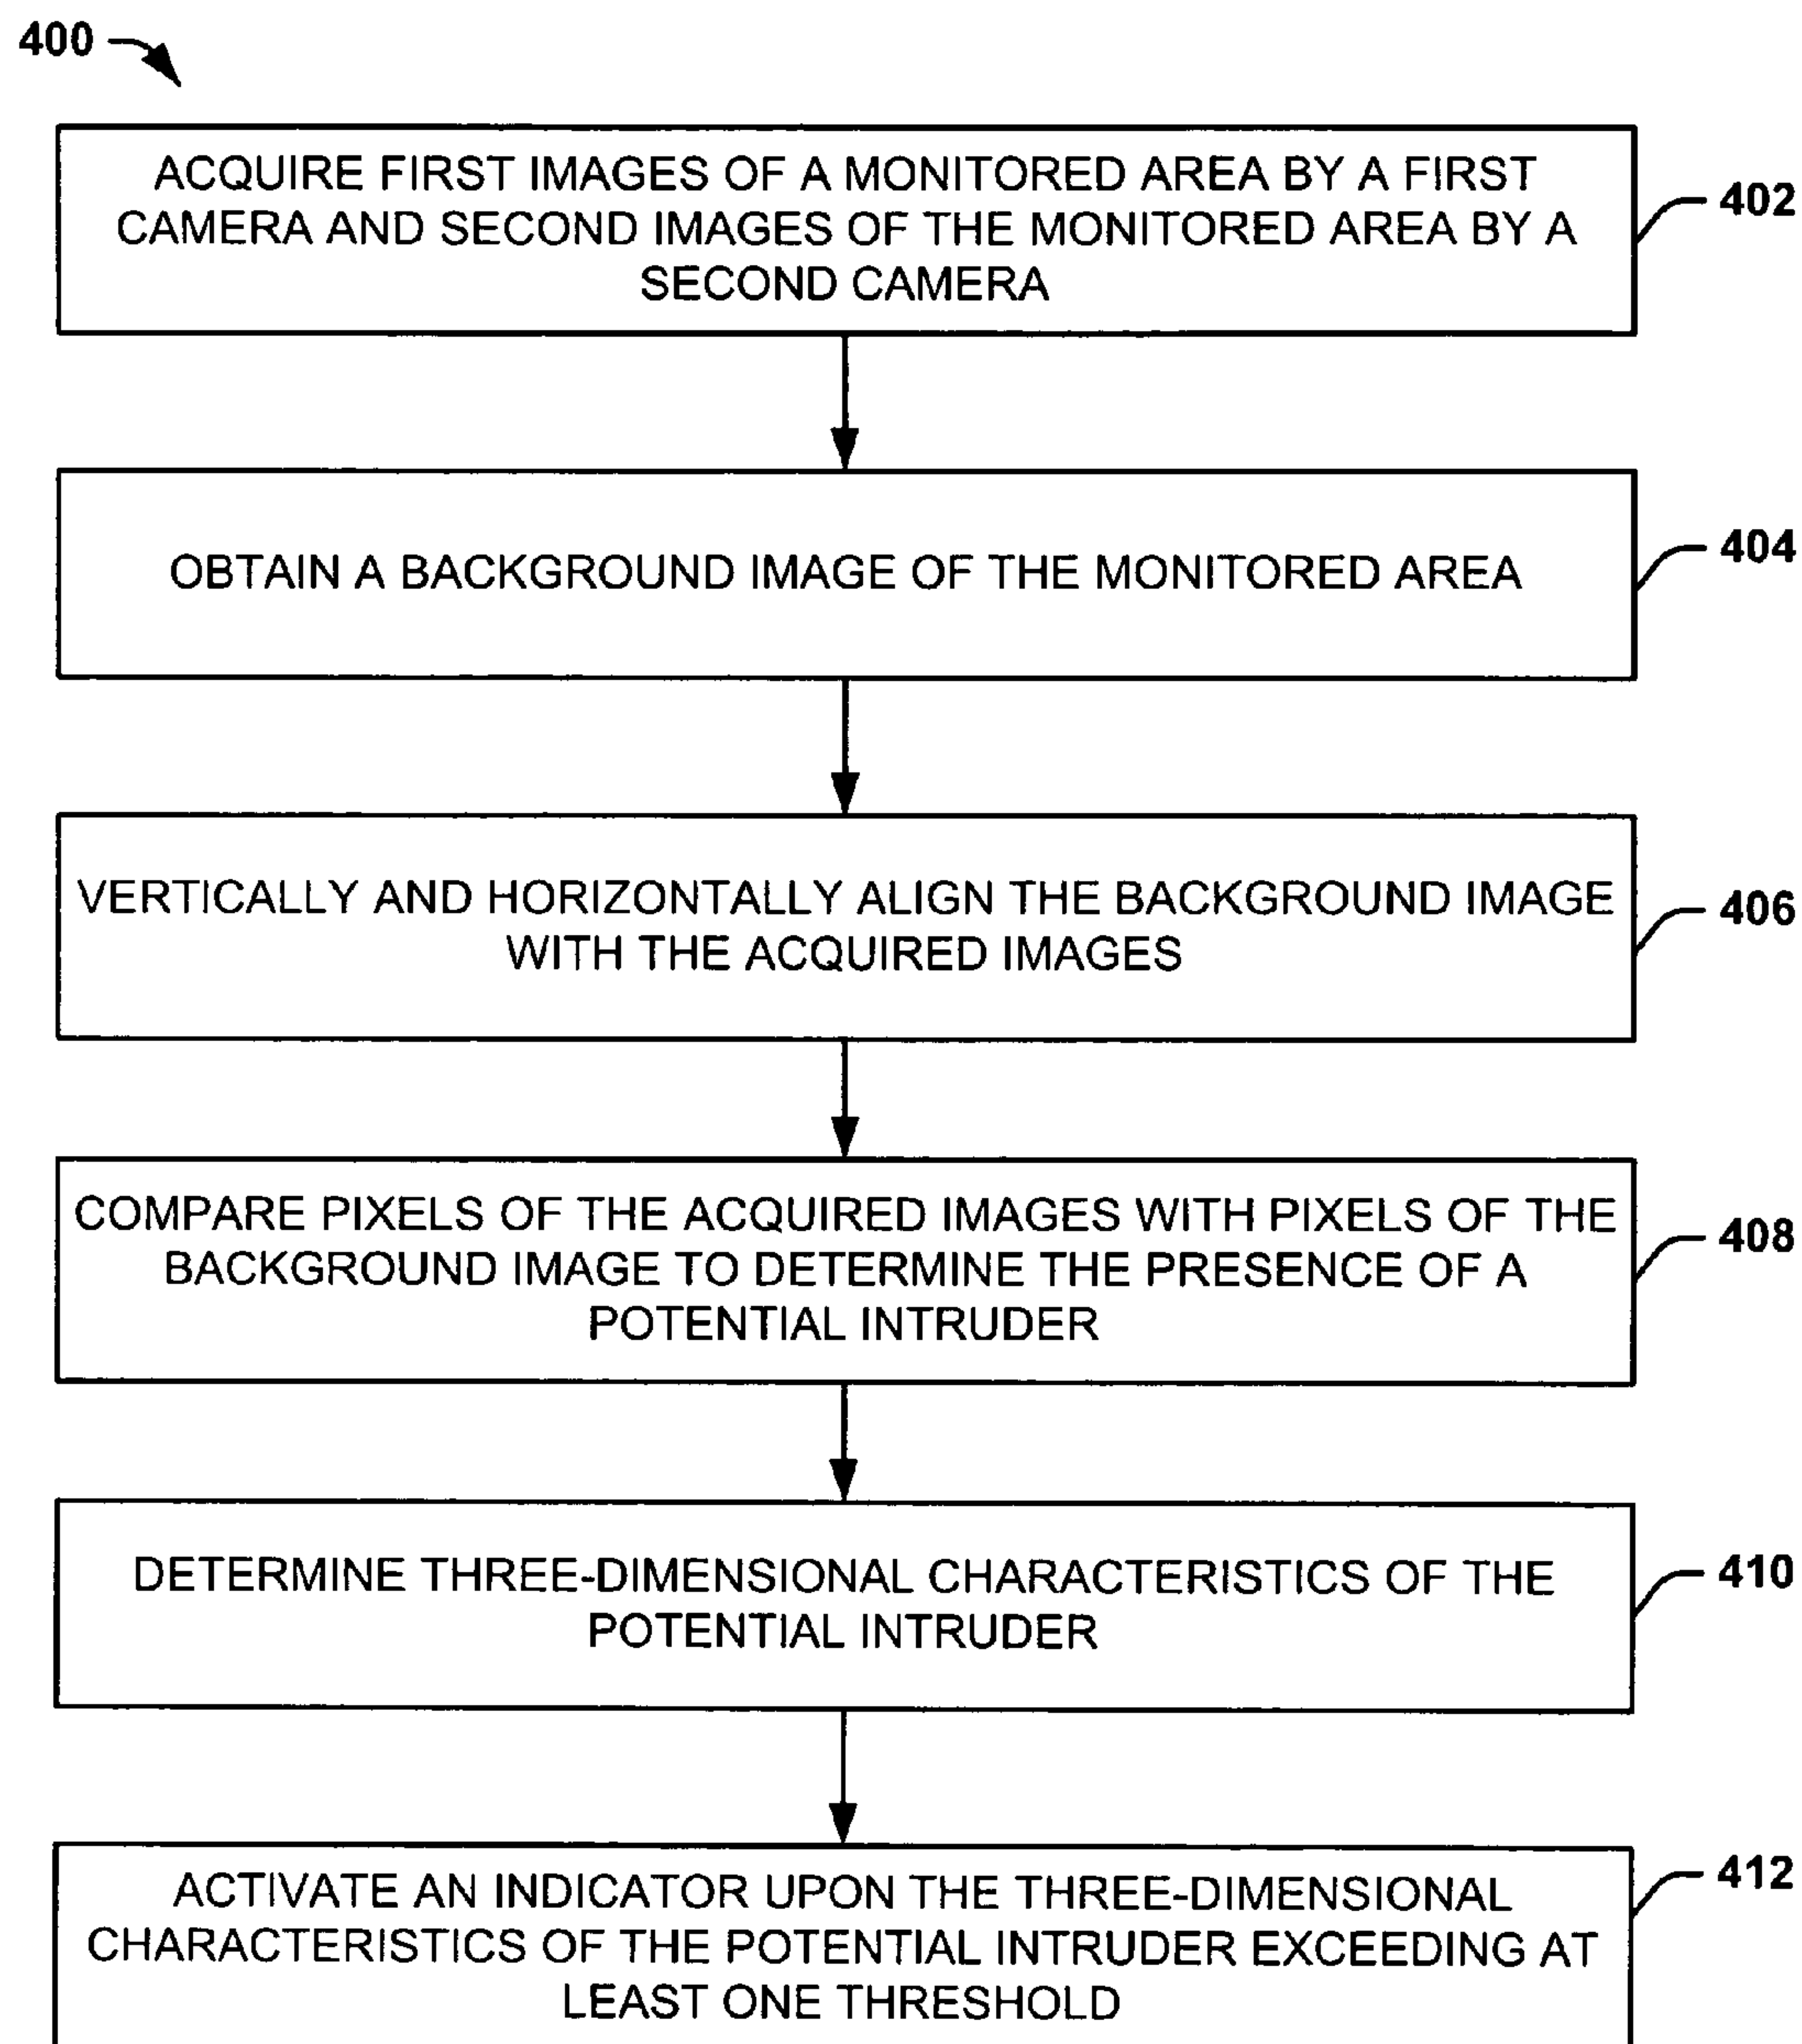 400
ACQUIRE FIRST IMAGES OF A MONITORED AREA BY A FIRST
CAMERA AND SECOND IMAGES OF THE MONITORED AREA BY A
SECOND CAMERA
402
OBTAIN A BACKGROUND IMAGE OF THE MONITORED AREA
404
VERTICALLY AND HORIZONTALLY ALIGN THE BACKGROUND IMAGE
WITH THE ACQUIRED IMAGES
406
COMPARE PIXELS OF THE ACQUIRED IMAGES WITH PIXELS OF THE
BACKGROUND IMAGE TO DETERMINE THE PRESENCE OF A
POTENTIAL INTRUDER
408
DETERMINE THREE-DIMENSIONAL CHARACTERISTICS OF THE
POTENTIAL INTRUDER
410
ACTIVATE AN INDICATOR UPON THE THREE-DIMENSIONAL
CHARACTERISTICS OF THE POTENTIAL INTRUDER EXCEEDING AT
LEAST ONE THRESHOLD
412